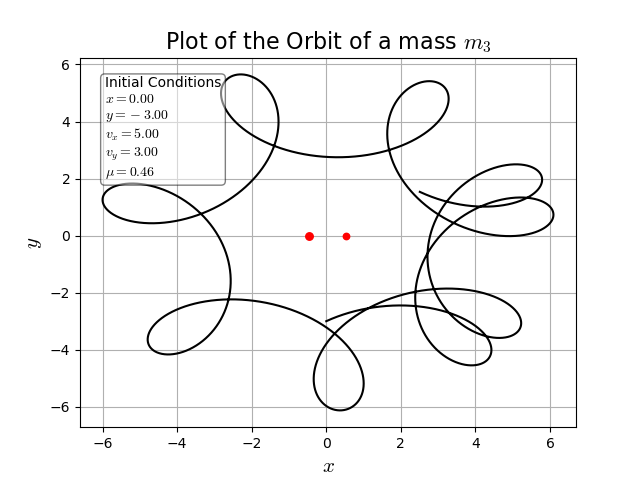 Plot of the Orbit of a mass m₃
Initial Conditions
x = 0.00
y = −3.00
vₓ = 5.00
v_y = 3.00
μ = 0.46
6
4
2
0
−2
−4
−6
y
−6 −4 −2 0 2 4 6
x